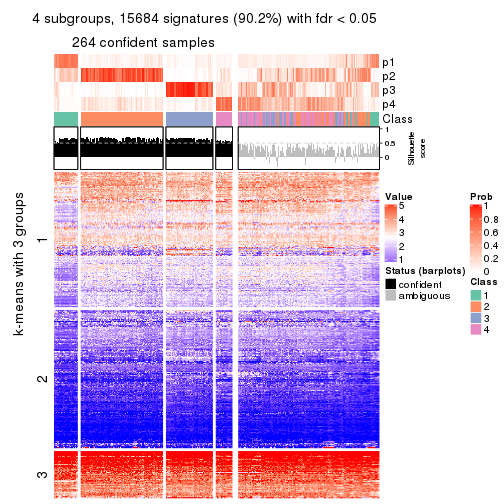 4 subgroups, 15684 signatures (90.2%) with fdr < 0.05
264 confident samples
p1
p2
p3
p4
Class
1
0.5
0
Silhouette
score
k-means with 3 groups
1
2
3
Value
5
4
3
2
1
Status (barplots)
confident
ambiguous
Prob
1
0.8
0.6
0.4
0.2
0
Class
1
2
3
4